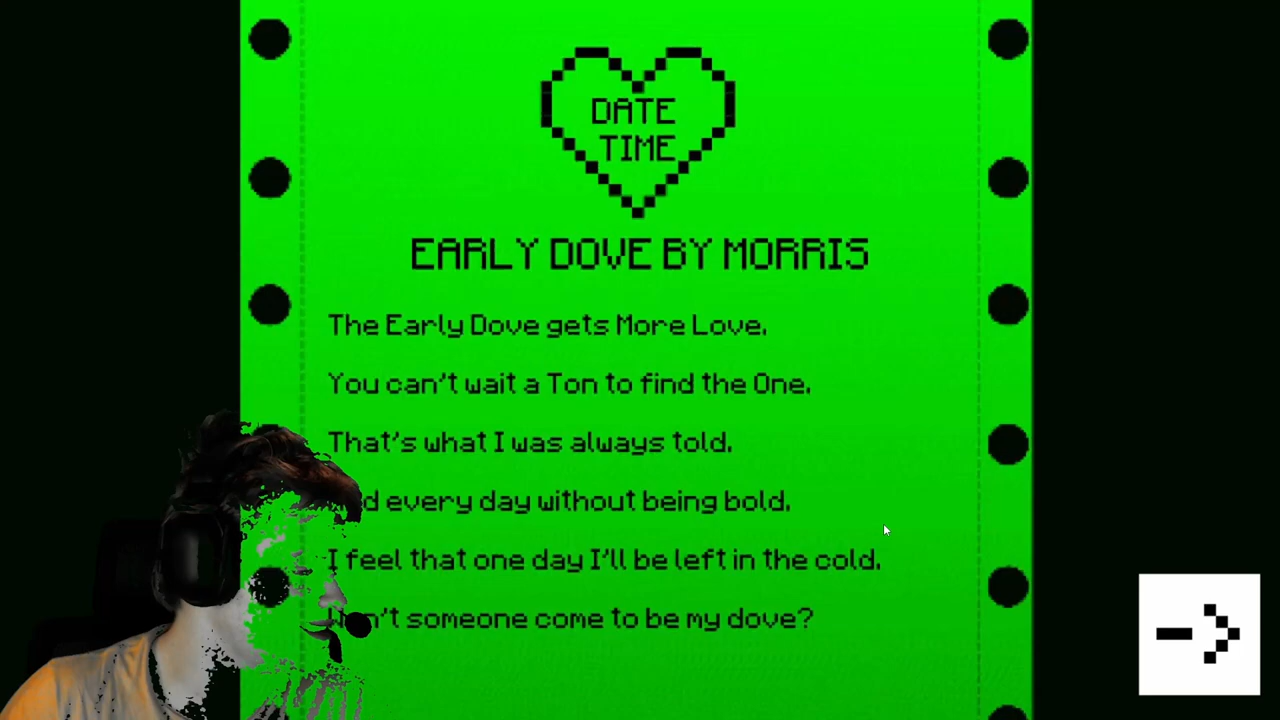 DATE
TIME
EARLY DOVE BY MORRIS
The Early Dove gets More Love.
You can't wait a Ton to find the One.
That's what I was always told.
every day without being bold.
I feel that one day I'll be left in the cold.
someone come to be my dove?